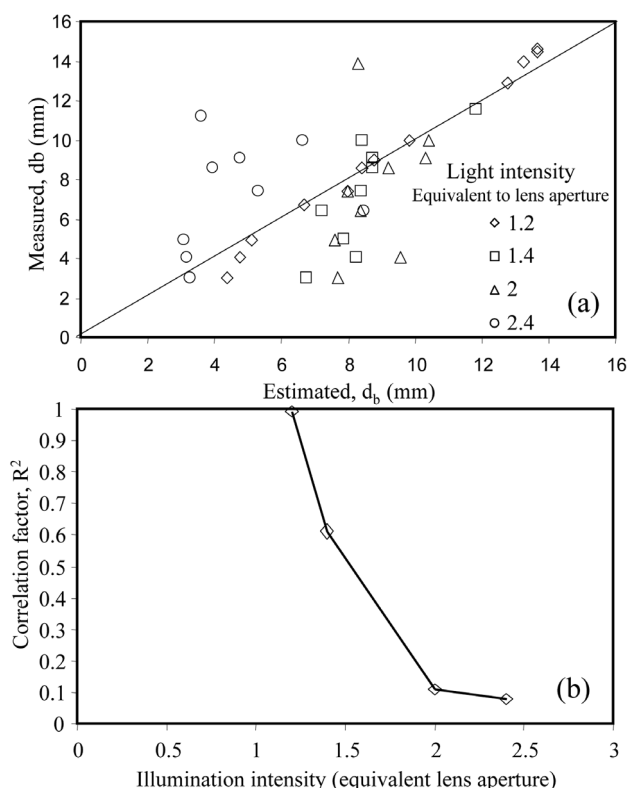 16
14
12
10
8
6
4
2
0
Measured, db (mm)
Light intensity
Equivalent to lens aperture
1.2
1.4
2
2.4
(a)
0 2 4 6 8 10 12 14 16
Estimated, d_b (mm)
1
0.9
0.8
0.7
0.6
0.5
0.4
0.3
0.2
0.1
0
Correlation factor, R²
(b)
0 0.5 1 1.5 2 2.5 3
Illumination intensity (equivalent lens aperture)